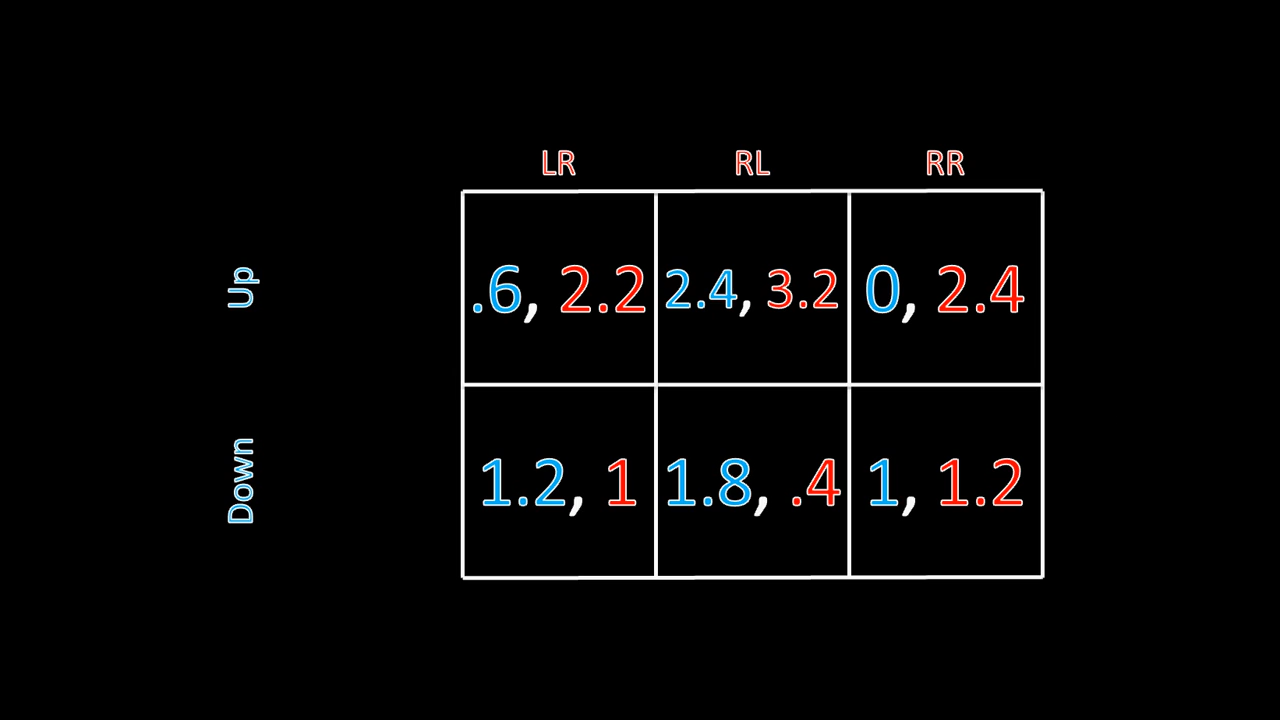 LR RL RR
Up .6, 2.2 2.4, 3.2 0, 2.4
Down 1.2, 1 1.8, .4 1, 1.2